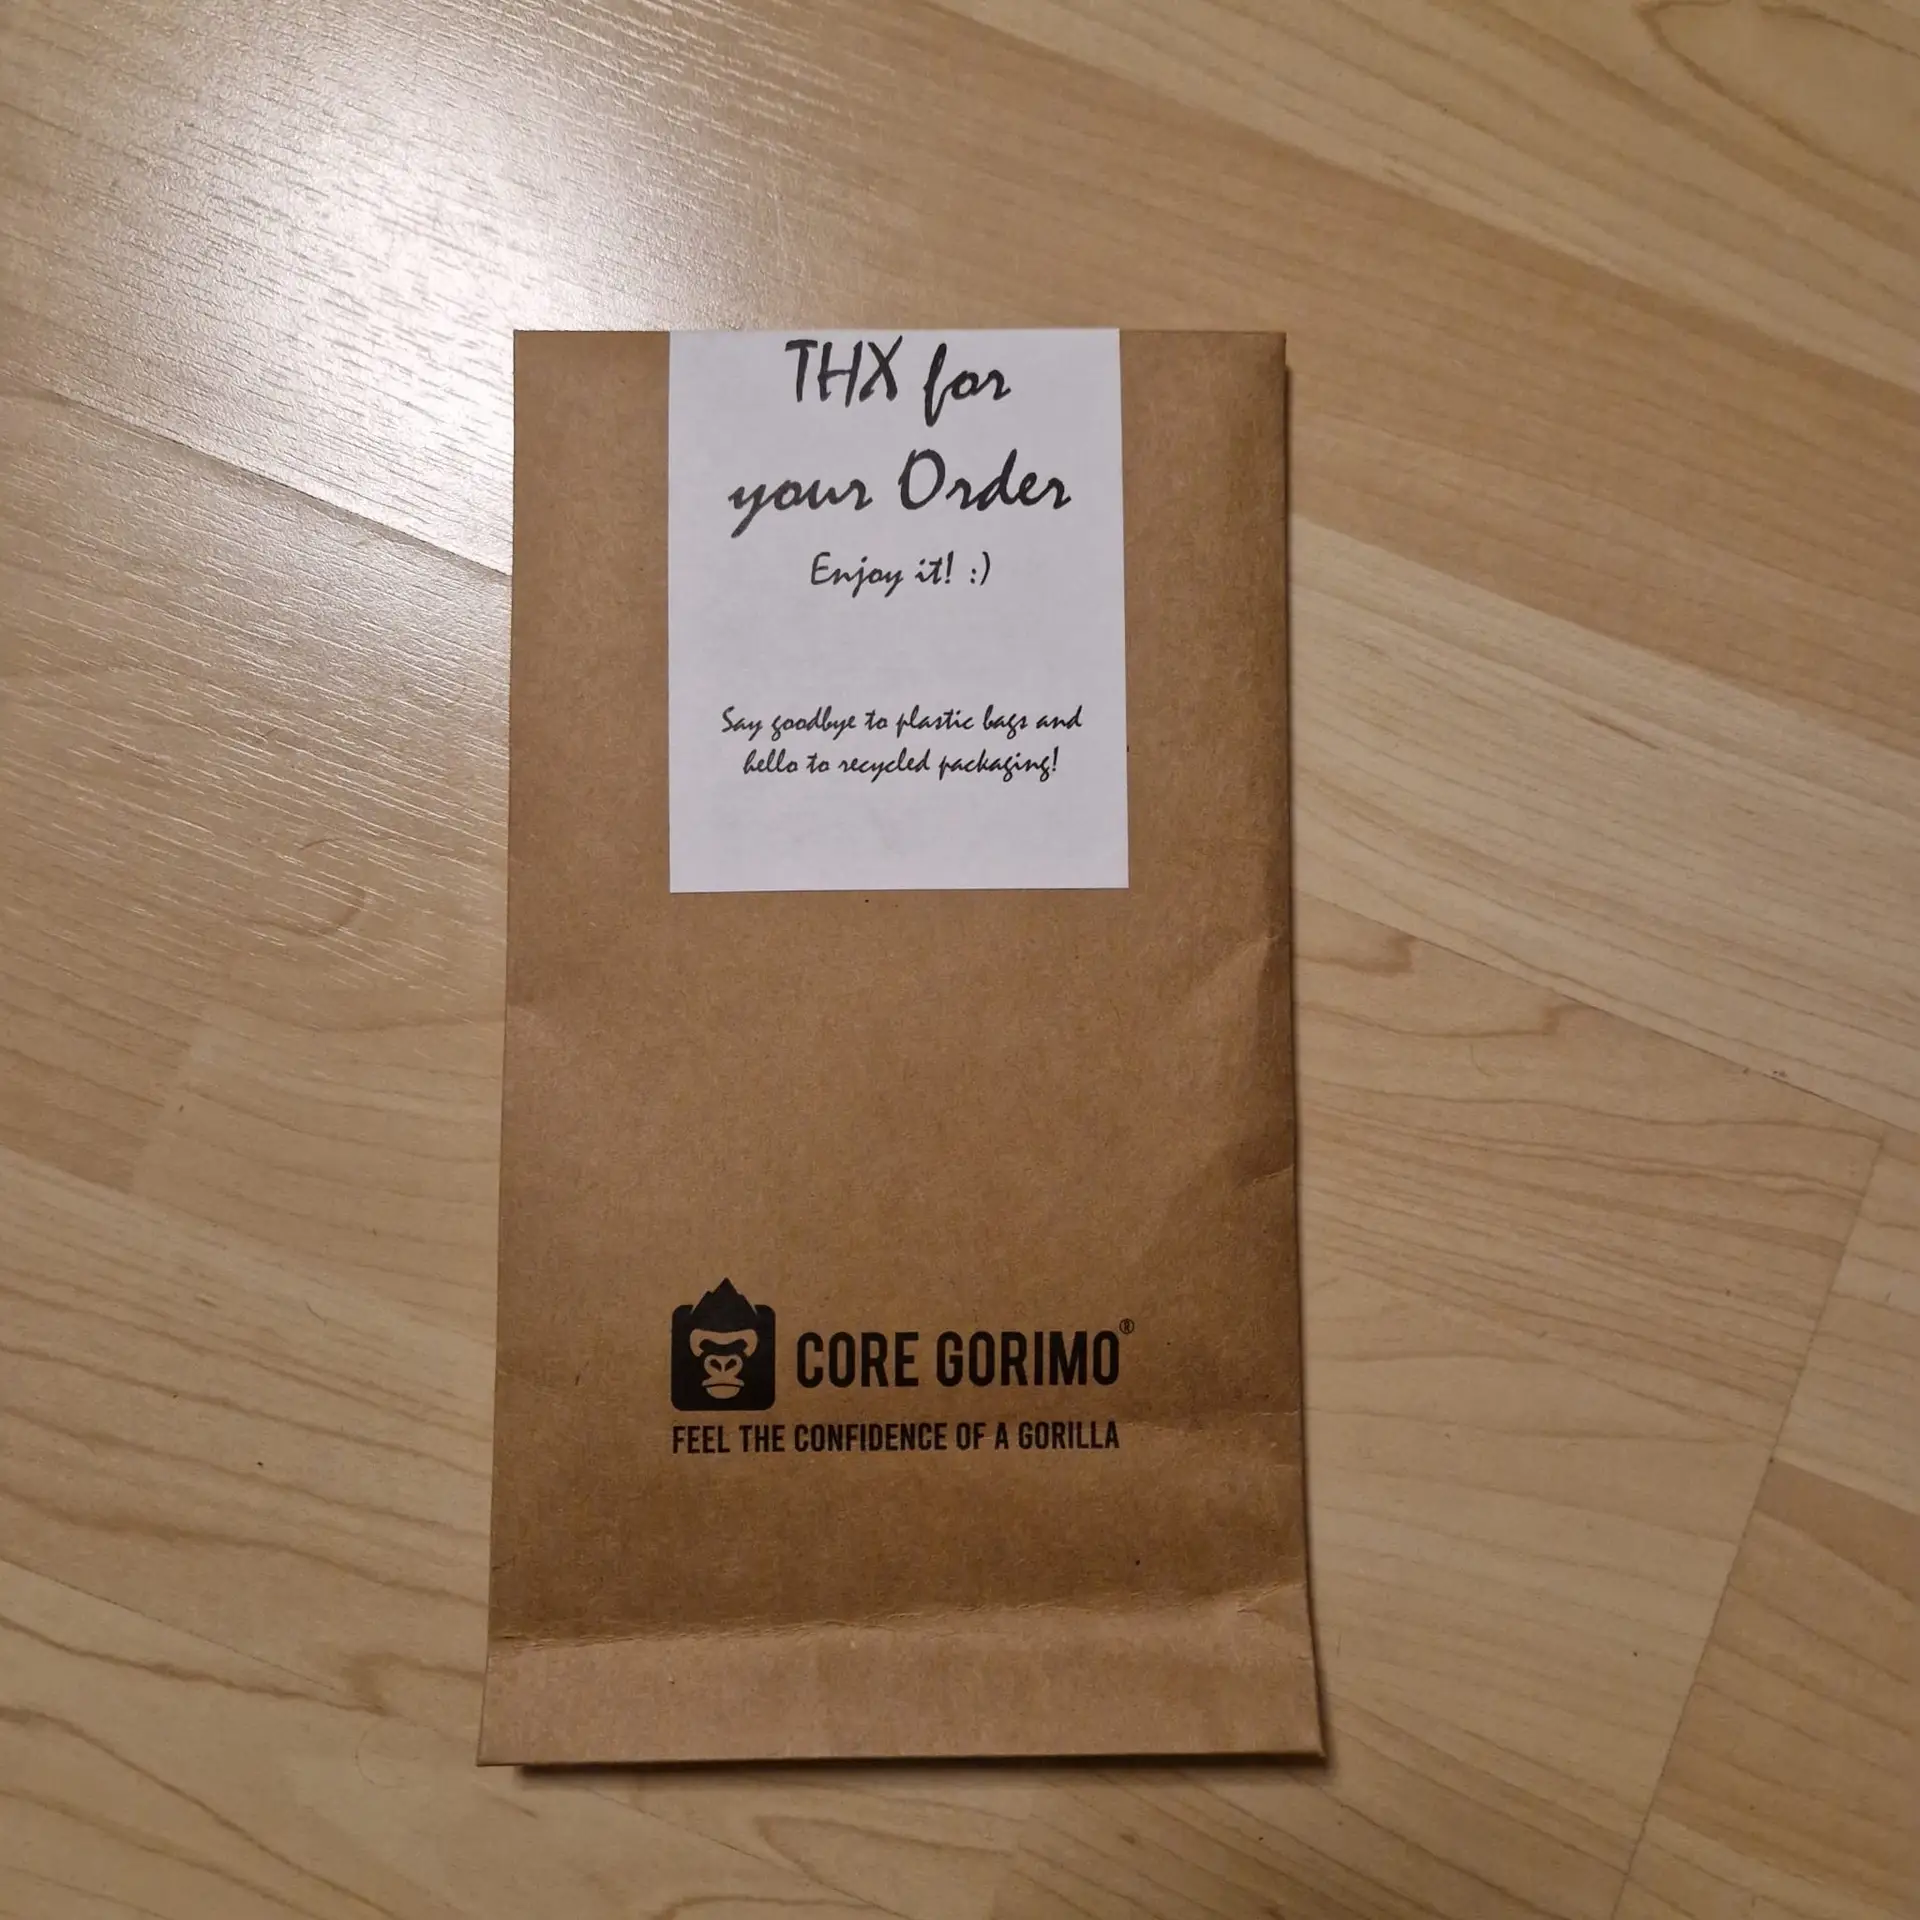 THX for
your Order
Enjoy it! :)
Say goodbye to plastic bags and
hello to recycled packaging!
CORE GORIMO®
FEEL THE CONFIDENCE OF A GORILLA